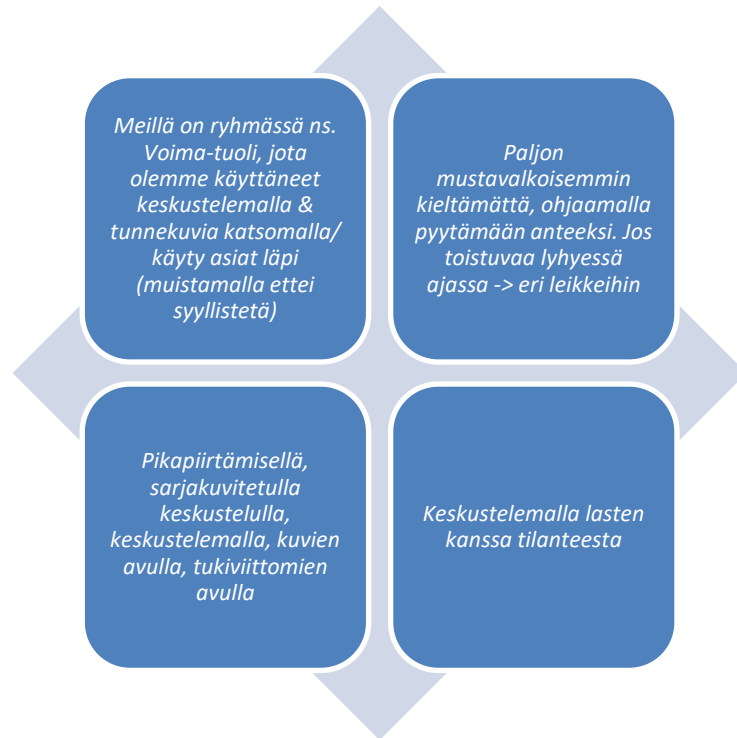 Meillä on ryhmässä ns.
Voima-tuoli, jota
olemme käyttäneet
keskustelemalla &
tunnekuvia katsomalla/
käyty asiat läpi
(muistamalla ettei
syyllistetä)
Paljon
mustavalkoisemmin
kieltämättä, ohjaamalla
pyytämään anteeksi. Jos
toistuvaa lyhyessä
ajassa -> eri leikkeihin
Pikapiirtämisellä,
sarjakuvitetulla
keskustelulla,
keskustelemalla, kuvien
avulla, tukiviittomien
avulla
Keskustelemalla lasten
kanssa tilanteesta